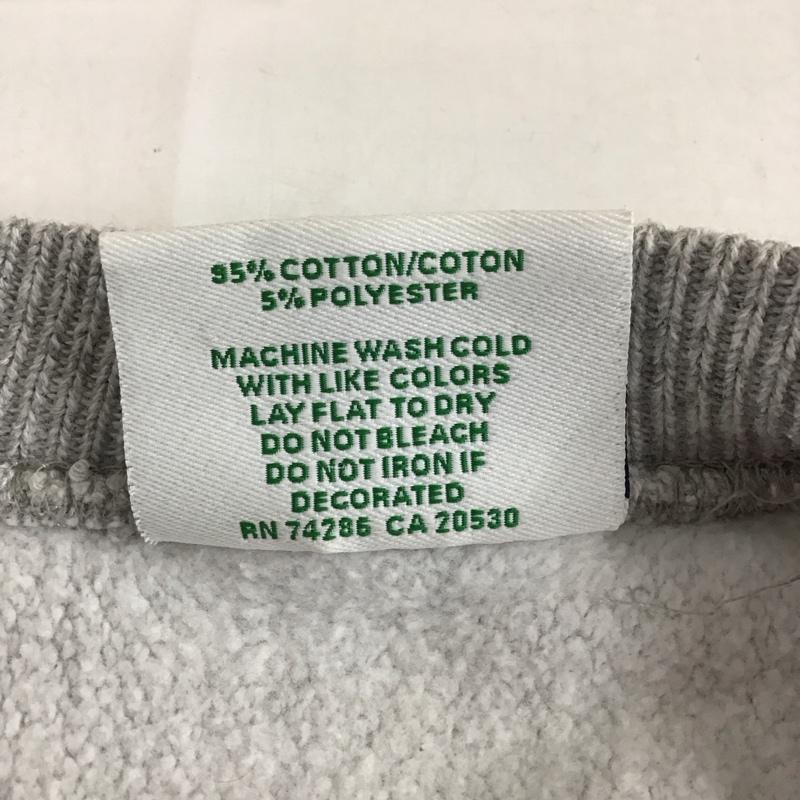 95% COTTON/COTON
5% POLYESTER
MACHINE WASH COLD
WITH LIKE COLORS
LAY FLAT TO DRY
DO NOT BLEACH
DO NOT IRON IF
DECORATED
RN 74286 CA 20530